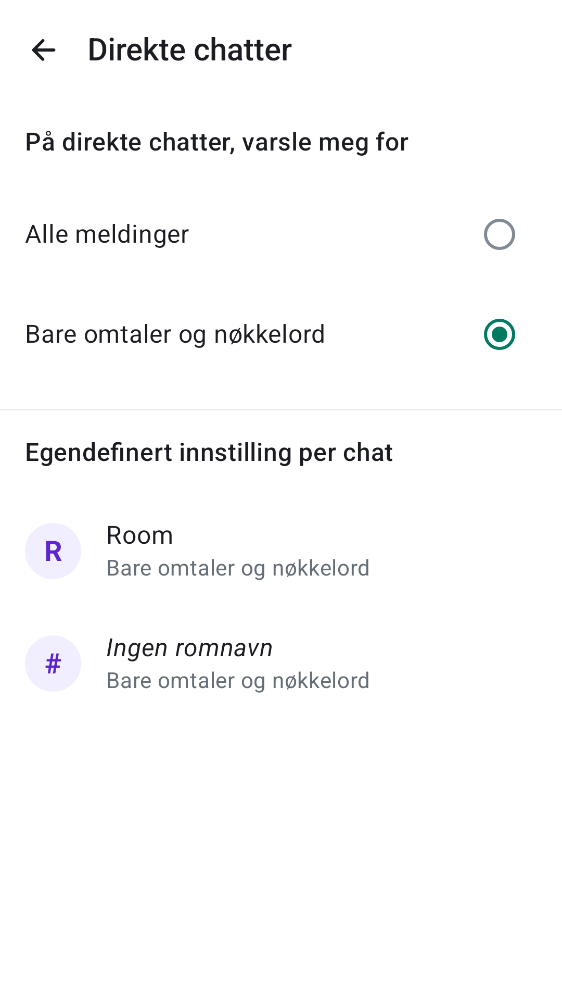 Direkte chatter
På direkte chatter, varsle meg for
Alle meldinger
Bare omtaler og nøkkelord
Egendefinert innstilling per chat
R
Room
Bare omtaler og nøkkelord
#
Ingen romnavn
Bare omtaler og nøkkelord